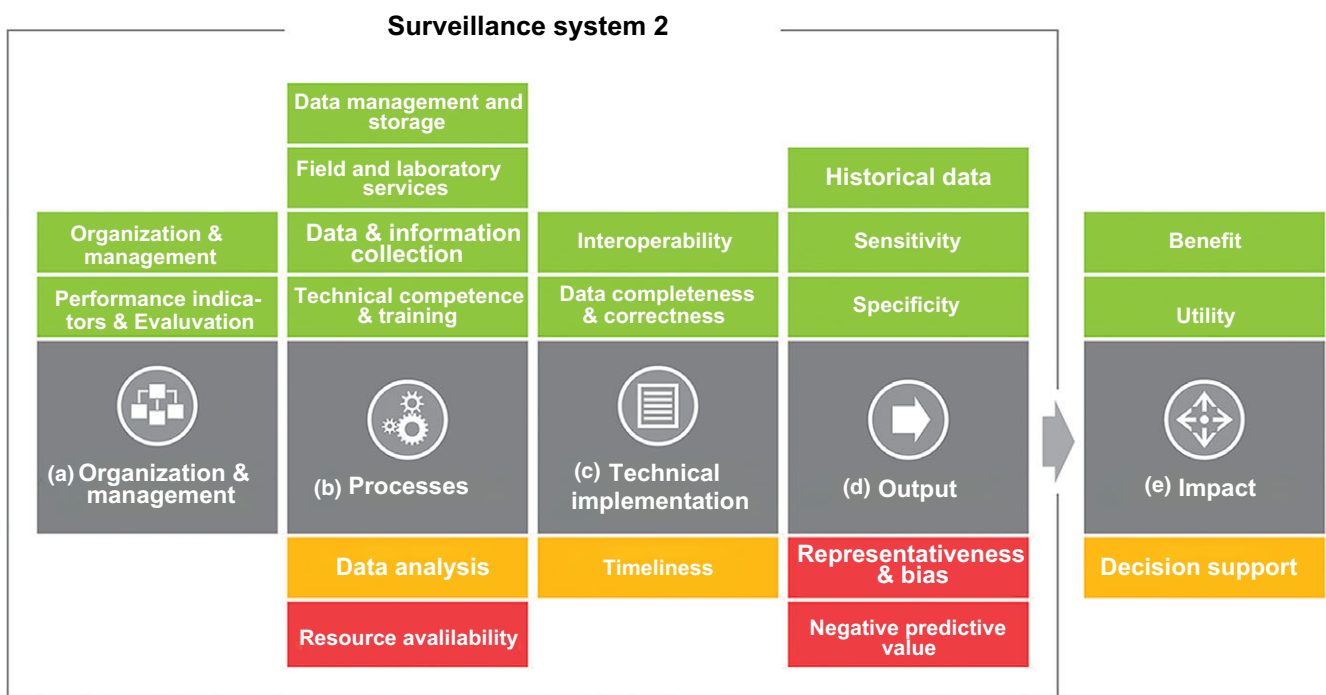 Surveillance system 2
Organization &
management
Performance indica-
tors & Evaluvation
(a) Organization &
management
Data management and
storage
Field and laboratory
services
Data & information
collection
Technical competence
& training
(b) Processes
Data analysis
Resource avalilability
Interoperability
Data completeness
& correctness
(c) Technical
implementation
Timeliness
Historical data
Sensitivity
Specificity
(d) Output
Representativeness
& bias
Negative predictive
value
Benefit
Utility
(e) Impact
Decision support